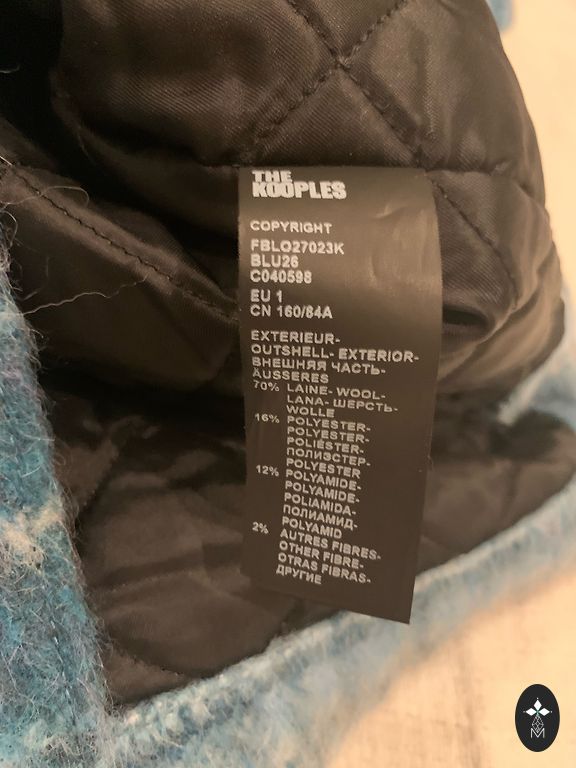 THE
KOOPLES
COPYRIGHT
FBLO27023K
BLU26
C040598
EU 1
CN 160/84A
EXTERIEUR-
OUTSHELL- EXTERIOR-
ВНЕШНЯЯ ЧАСТЬ-
ÄUSSERES
70% LAINE- WOOL-
LANA- ШЕРСТЬ-
WOLLE
16% POLYESTER-
POLYESTER-
POLIÉSTER-
ПОЛИЭСТЕР-
POLYESTER
12% POLYAMIDE-
POLYAMIDE-
POLIAMIDA-
ПОЛИАМИД-
POLYAMID
2% AUTRES FIBRES-
OTHER FIBRE-
OTRAS FIBRAS-
ДРУГИЕ
M